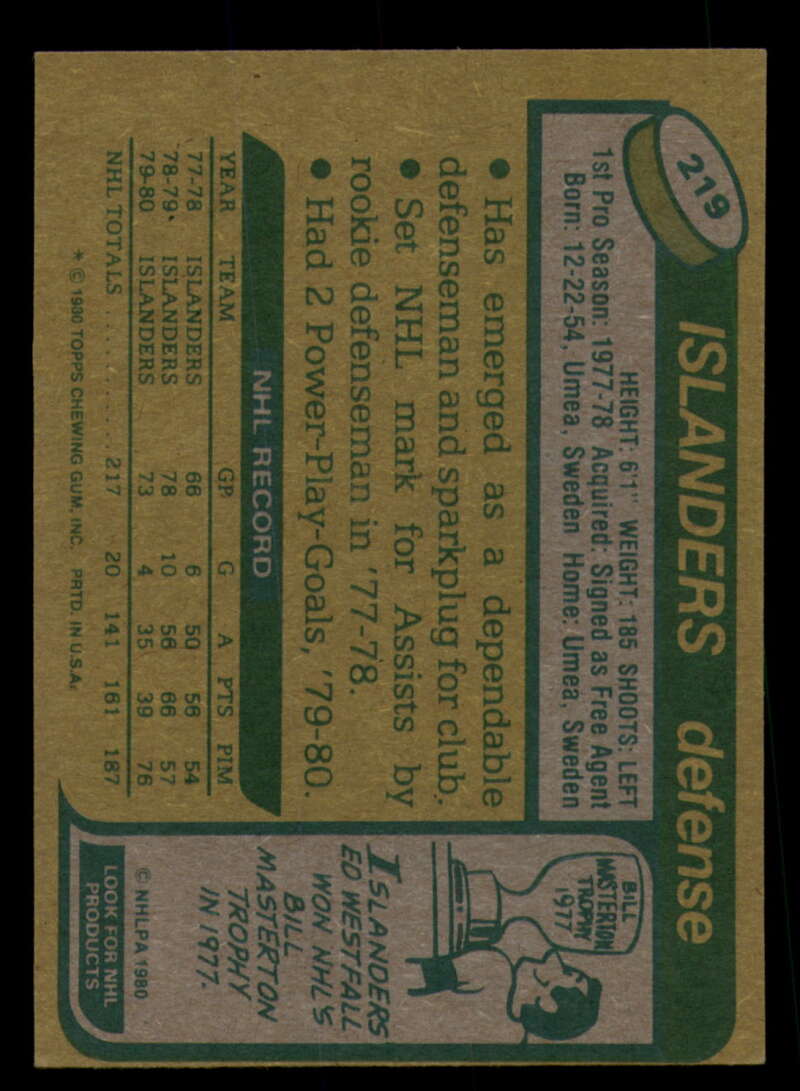 219
ISLANDERS defense
HEIGHT: 6'1" WEIGHT: 185 SHOOTS: LEFT
1st Pro Season: 1977-78 Acquired: Signed as Free Agent
Born: 12-22-54, Umea, Sweden Home: Umea, Sweden
● Has emerged as a dependable
defenseman and sparkplug for club.
● Set NHL mark for Assists by
rookie defenseman in '77-78.
● Had 2 Power-Play-Goals, '79-80.
NHL RECORD
YEAR TEAM GP G A PTS PIM
77-78 ISLANDERS 66 6 50 56 54
78-79 ISLANDERS 78 10 56 66 57
79-80 ISLANDERS 73 4 35 39 76
NHL TOTALS .......... 217 20 141 161 187
* © 1980 TOPPS CHEWING GUM, INC. PRTD. IN U.S.A.
BILL
MASTERTON
TROPHY
1977
ISLANDERS
ED WESTFALL
WON NHL'S
BILL
MASTERTON
TROPHY
IN 1977.
© NHLPA 1980
LOOK FOR NHL
PRODUCTS